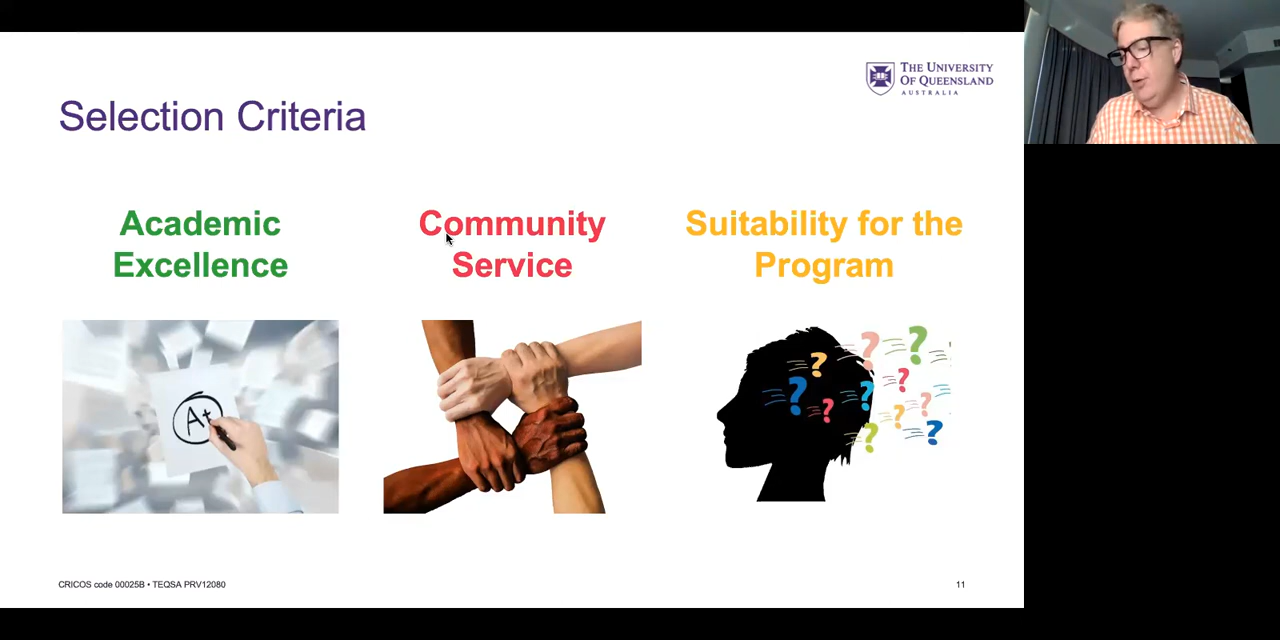 THE UNIVERSITY
OF QUEENSLAND
AUSTRALIA
Selection Criteria
Academic
Excellence
Community
Service
Suitability for the
Program
A+
? ? ? ? ? ? ? ? ? ? ?
CRICOS code 00025B • TEQSA PRV12080
11